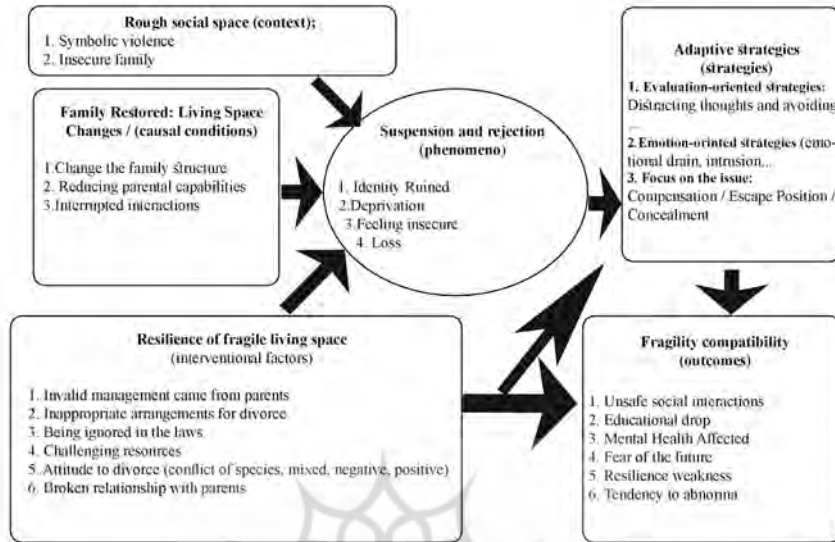 Rough social space (context);
1. Symbolic violence
2. Insecure family
Family Restored: Living Space
Changes / (causal conditions)
1.Change the family structure
2. Reducing parental capabilities
3.Interrupted interactions
Suspension and rejection
(phenomeno)
1. Identity Ruined
2.Deprivation
3.Feeling insecure
4. Loss
Adaptive strategies
(strategies)
1. Evaluation-oriented strategies:
Distracting thoughts and avoiding
...
2.Emotion-orinted strategies (emo-
tional drain, intrusion...
3. Focus on the issue:
Compensation / Escape Position /
Concealment
Resilience of fragile living space
(interventional factors)
1. Invalid management came from parents
2. Inappropriate arrangements for divorce
3. Being ignored in the laws
4. Challenging resources
5. Attitude to divorce (conflict of species, mixed, negative, positive)
6. Broken relationship with parents
Fragility compatibility
(outcomes)
1. Unsafe social interactions
2. Educational drop
3. Mental Health Affected
4. Fear of the future
5. Resilience weakness
6. Tendency to abnorma